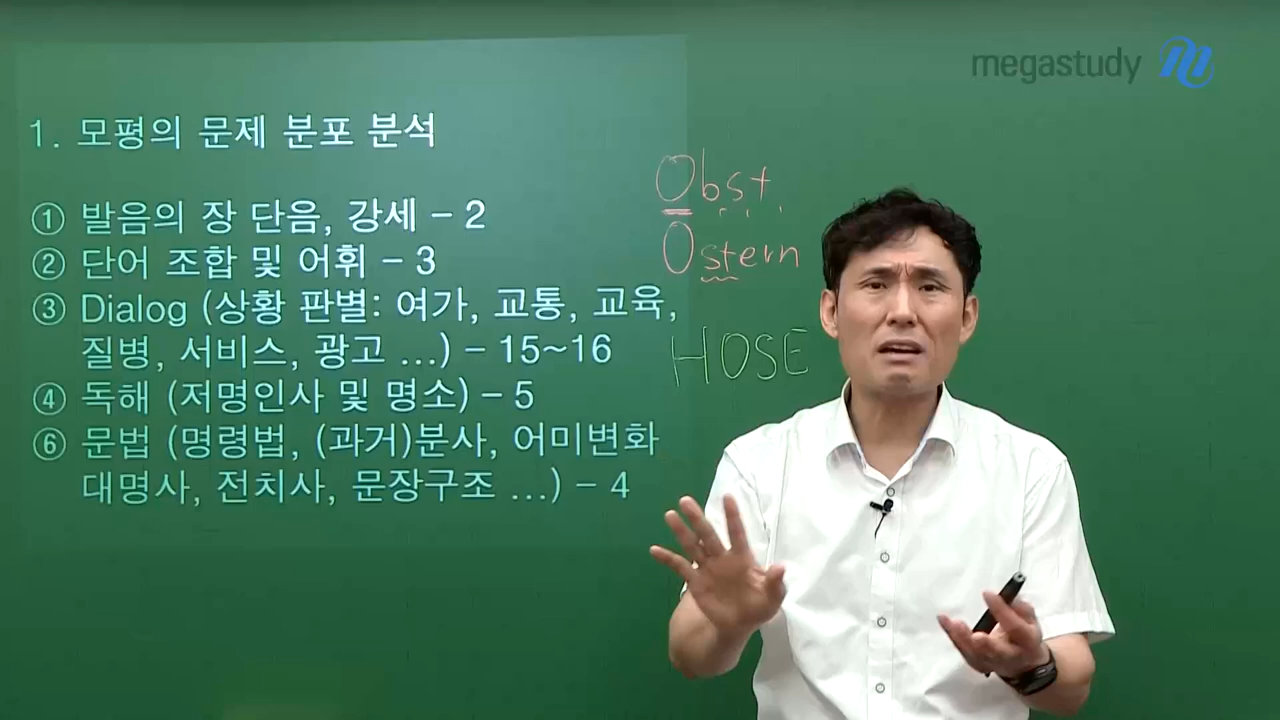 megastudy
1. 모평의 문제 분포 분석
① 발음의 장 단음, 강세 – 2
② 단어 조합 및 어휘 – 3
③ Dialog (상황 판별: 여가, 교통, 교육,
질병, 서비스, 광고 ...) – 15~16
④ 독해 (저명인사 및 명소) – 5
⑥ 문법 (명령법, (과거)분사, 어미변화
대명사, 전치사, 문장구조 ...) – 4
Obst
Ostern
HOSE